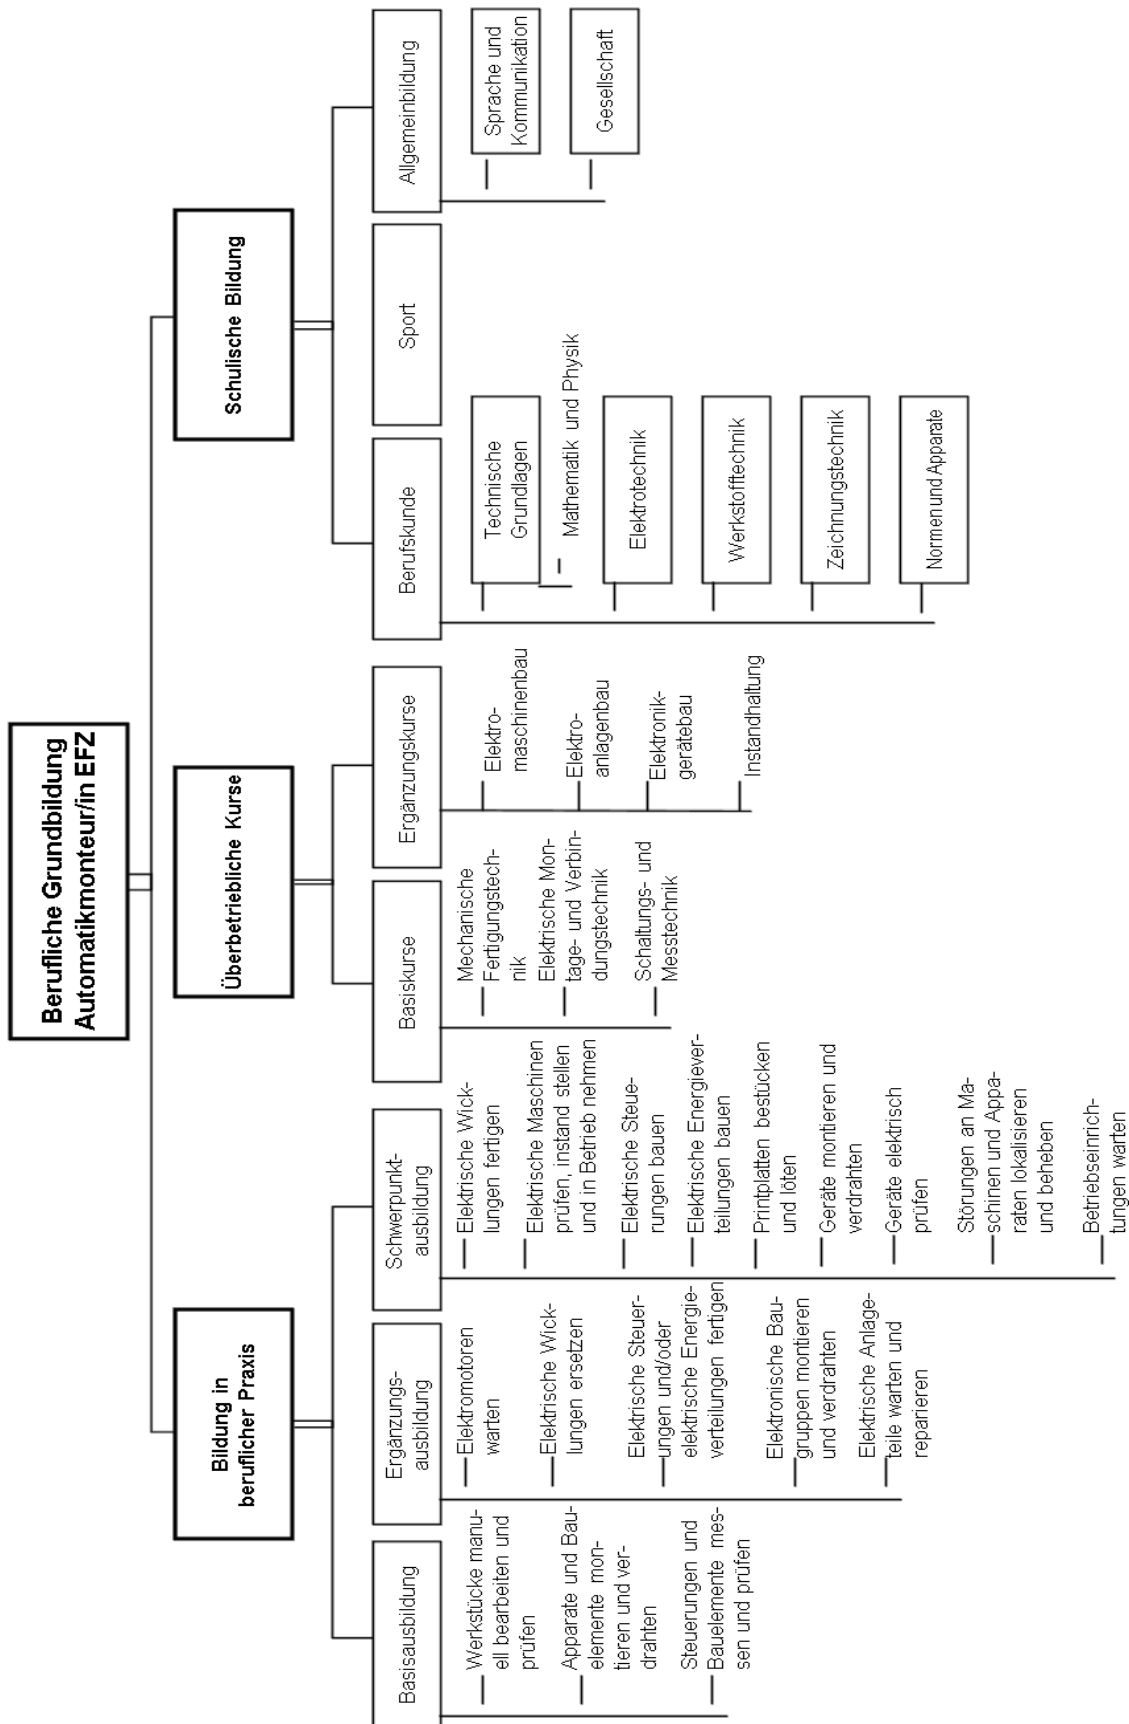 Berufliche Grundbildung
Automatikmonteur/in EFZ
Bildung in
beruflicher Praxis
Überbetriebliche Kurse
Schulische Bildung
Basisausbildung
Ergänzungs-
ausbildung
Schwerpunkt-
ausbildung
Basiskurse
Ergänzungskurse
Berufskunde
Sport
Allgemeinbildung
Werkstücke manu-
ell bearbeiten und
prüfen
Apparate und Bau-
elemente mon-
tieren und ver-
drahten
Steuerungen und
Bauelemente mes-
sen und prüfen
Elektromotoren
warten
Elektrische Wick-
lungen ersetzen
Elektrische Steuer-
ungen und/oder
elektrische Energie-
verteilungen fertigen
Elektronische Bau-
gruppen montieren
und verdrahten
Elektrische Anlage-
teile warten und
reparieren
Elektrische Wick-
lungen fertigen
Elektrische Maschinen
prüfen, instand stellen
und in Betrieb nehmen
Elektrische Steue-
rungen bauen
Elektrische Energiever-
teilungen bauen
Printplatten bestücken
und löten
Geräte montieren und
verdrahten
Geräte elektrisch
prüfen
Störungen an Ma-
schinen und Appa-
raten lokalisieren
und beheben
Betriebseinrich-
tungen warten
Mechanische
Fertigungstech-
nik
Elektrische Mon-
tage- und Verbin-
dungstechnik
Schaltungs- und
Messtechnik
Elektro-
maschinenbau
Elektro-
anlagenbau
Elektronik-
gerätebau
Instandhaltung
Technische
Grundlagen
Mathematik und Physik
Elektrotechnik
Werkstofftechnik
Zeichnungstechnik
Normen und Apparate
Sprache und
Kommunikation
Gesellschaft